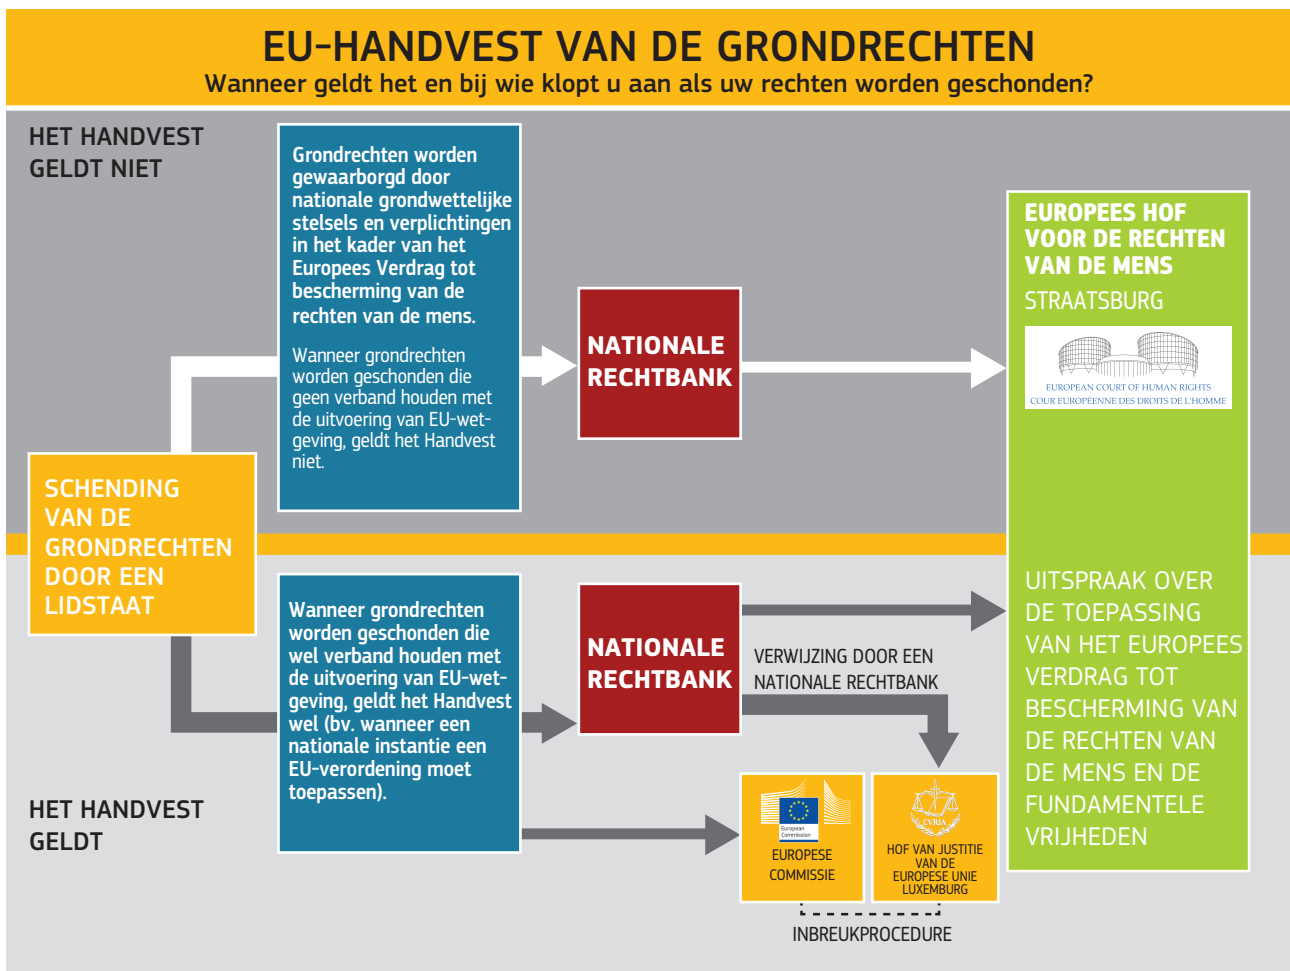 EU-HANDVEST VAN DE GRONDRECHTEN
Wanneer geldt het en bij wie klopt u aan als uw rechten worden geschonden?
HET HANDVEST
GELDT NIET
Grondrechten worden
gewaarborgd door
nationale grondwettelijke
stelsels en verplichtingen
in het kader van het
Europees Verdrag tot
bescherming van de
rechten van de mens.
Wanneer grondrechten
worden geschonden die
geen verband houden met
de uitvoering van EU-wet-
geving, geldt het Handvest
niet.
NATIONALE
RECHTBANK
EUROPEES HOF
VOOR DE RECHTEN
VAN DE MENS
STRAATSBURG
EUROPEAN COURT OF HUMAN RIGHTS
COUR EUROPÉENNE DES DROITS DE L'HOMME
SCHENDING
VAN DE
GRONDRECHTEN
DOOR EEN
LIDSTAAT
Wanneer grondrechten
worden geschonden die
wel verband houden met
de uitvoering van EU-wet-
geving, geldt het Handvest
wel (bv. wanneer een
nationale instantie een
EU-verordening moet
toepassen).
NATIONALE
RECHTBANK
VERWIJZING DOOR EEN
NATIONALE RECHTBANK
UITSPRAAK OVER
DE TOEPASSING
VAN HET EUROPEES
VERDRAG TOT
BESCHERMING VAN
DE RECHTEN VAN
DE MENS EN DE
FUNDAMENTELE
VRIJHEDEN
HET HANDVEST
GELDT
European
Commission
EUROPESE
COMMISSIE
CVRIA
HOF VAN JUSTITIE
VAN DE
EUROPESE UNIE
LUXEMBURG
INBREUKPROCEDURE